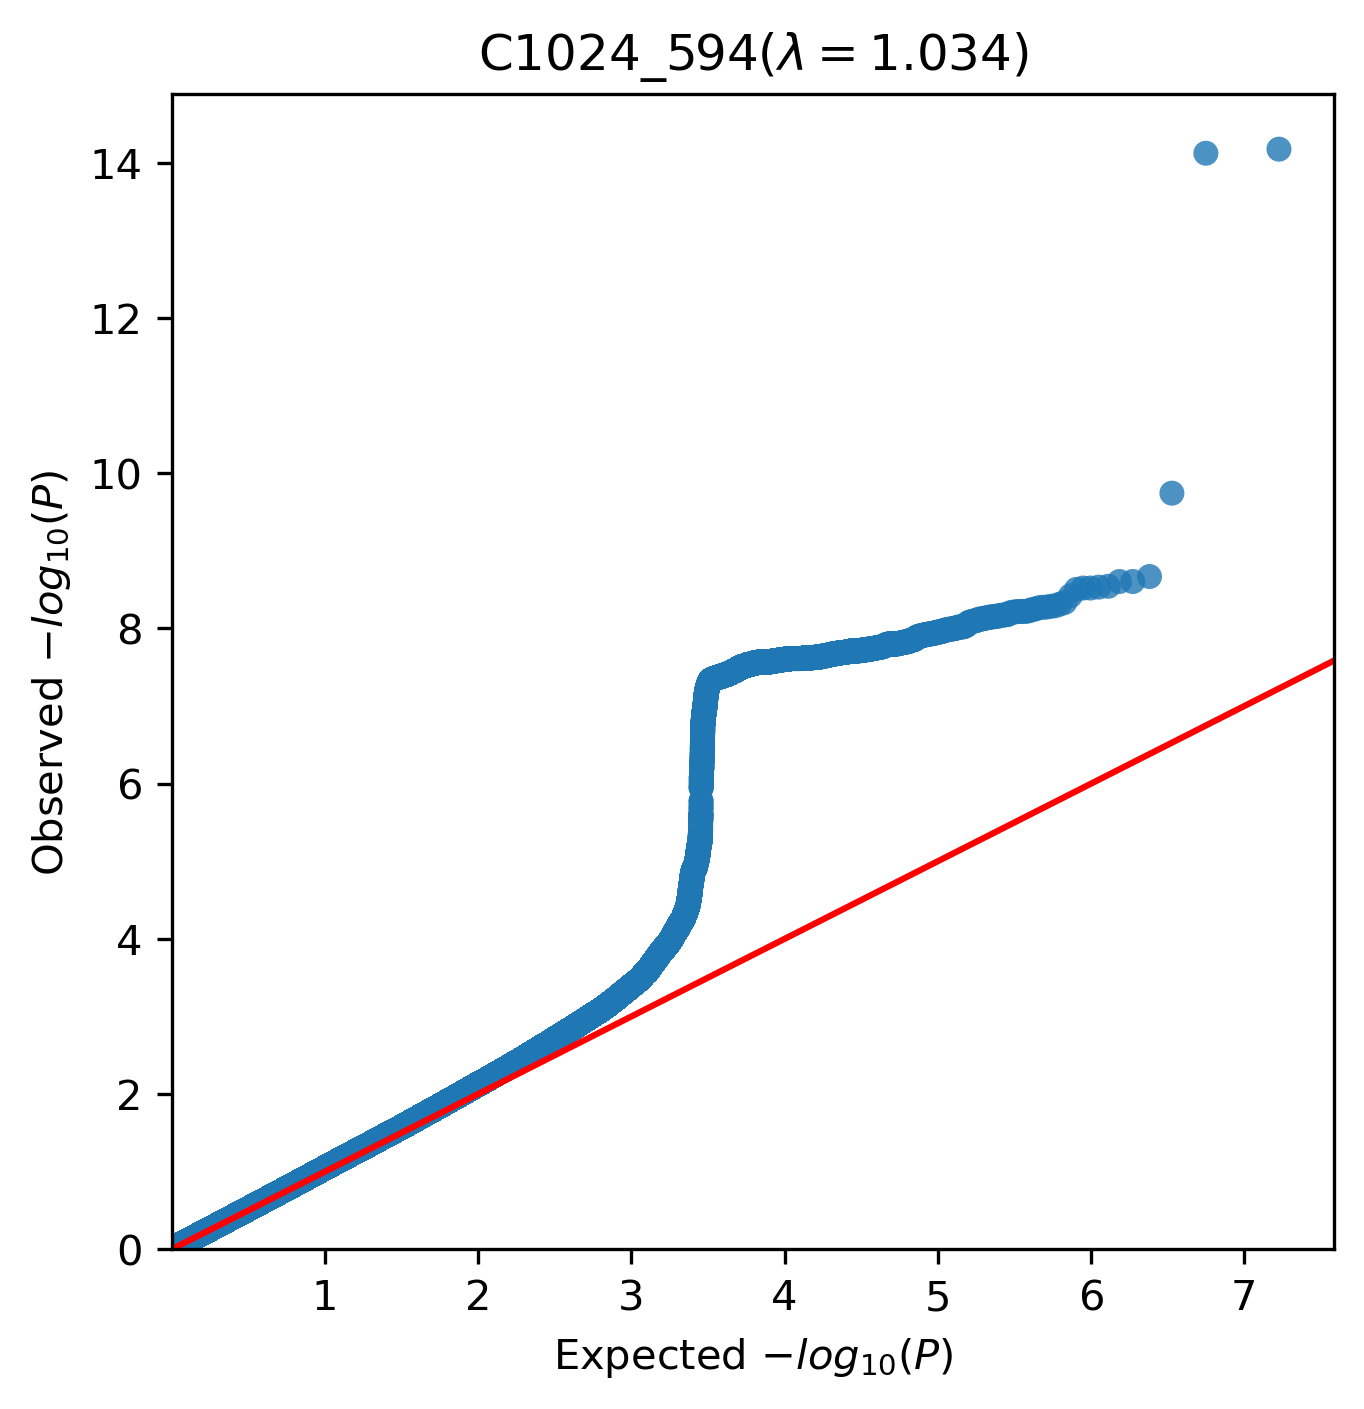 C1024_594(λ = 1.034)
14
12
10
8
6
4
2
0
Observed −log₁₀(P)
1 2 3 4 5 6 7
Expected −log₁₀(P)